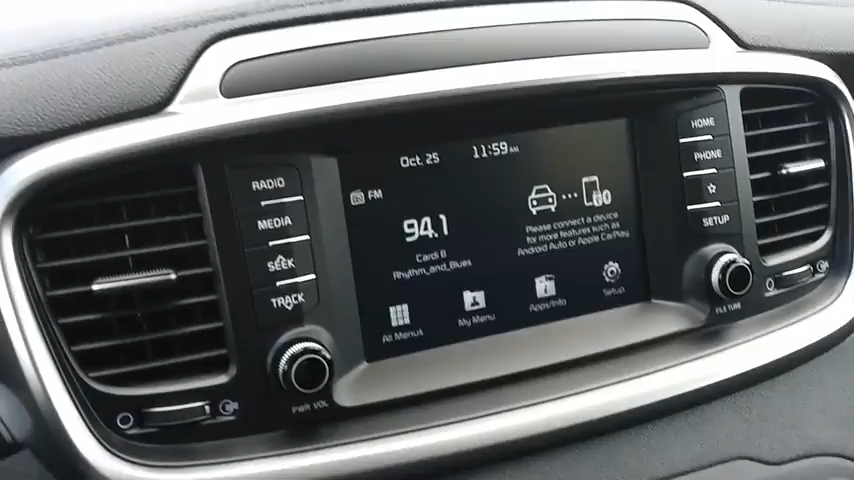 Oct. 25
11:59 AM
FM
94.1
Cardi B
Rhythm_and_Blues
Please connect a device
for more features such as
Android Auto or Apple CarPlay.
All Menus
My Menu
Apps/Info
Setup
RADIO
MEDIA
SEEK
TRACK
PWR VOL
HOME
PHONE
SETUP
FILE TUNE